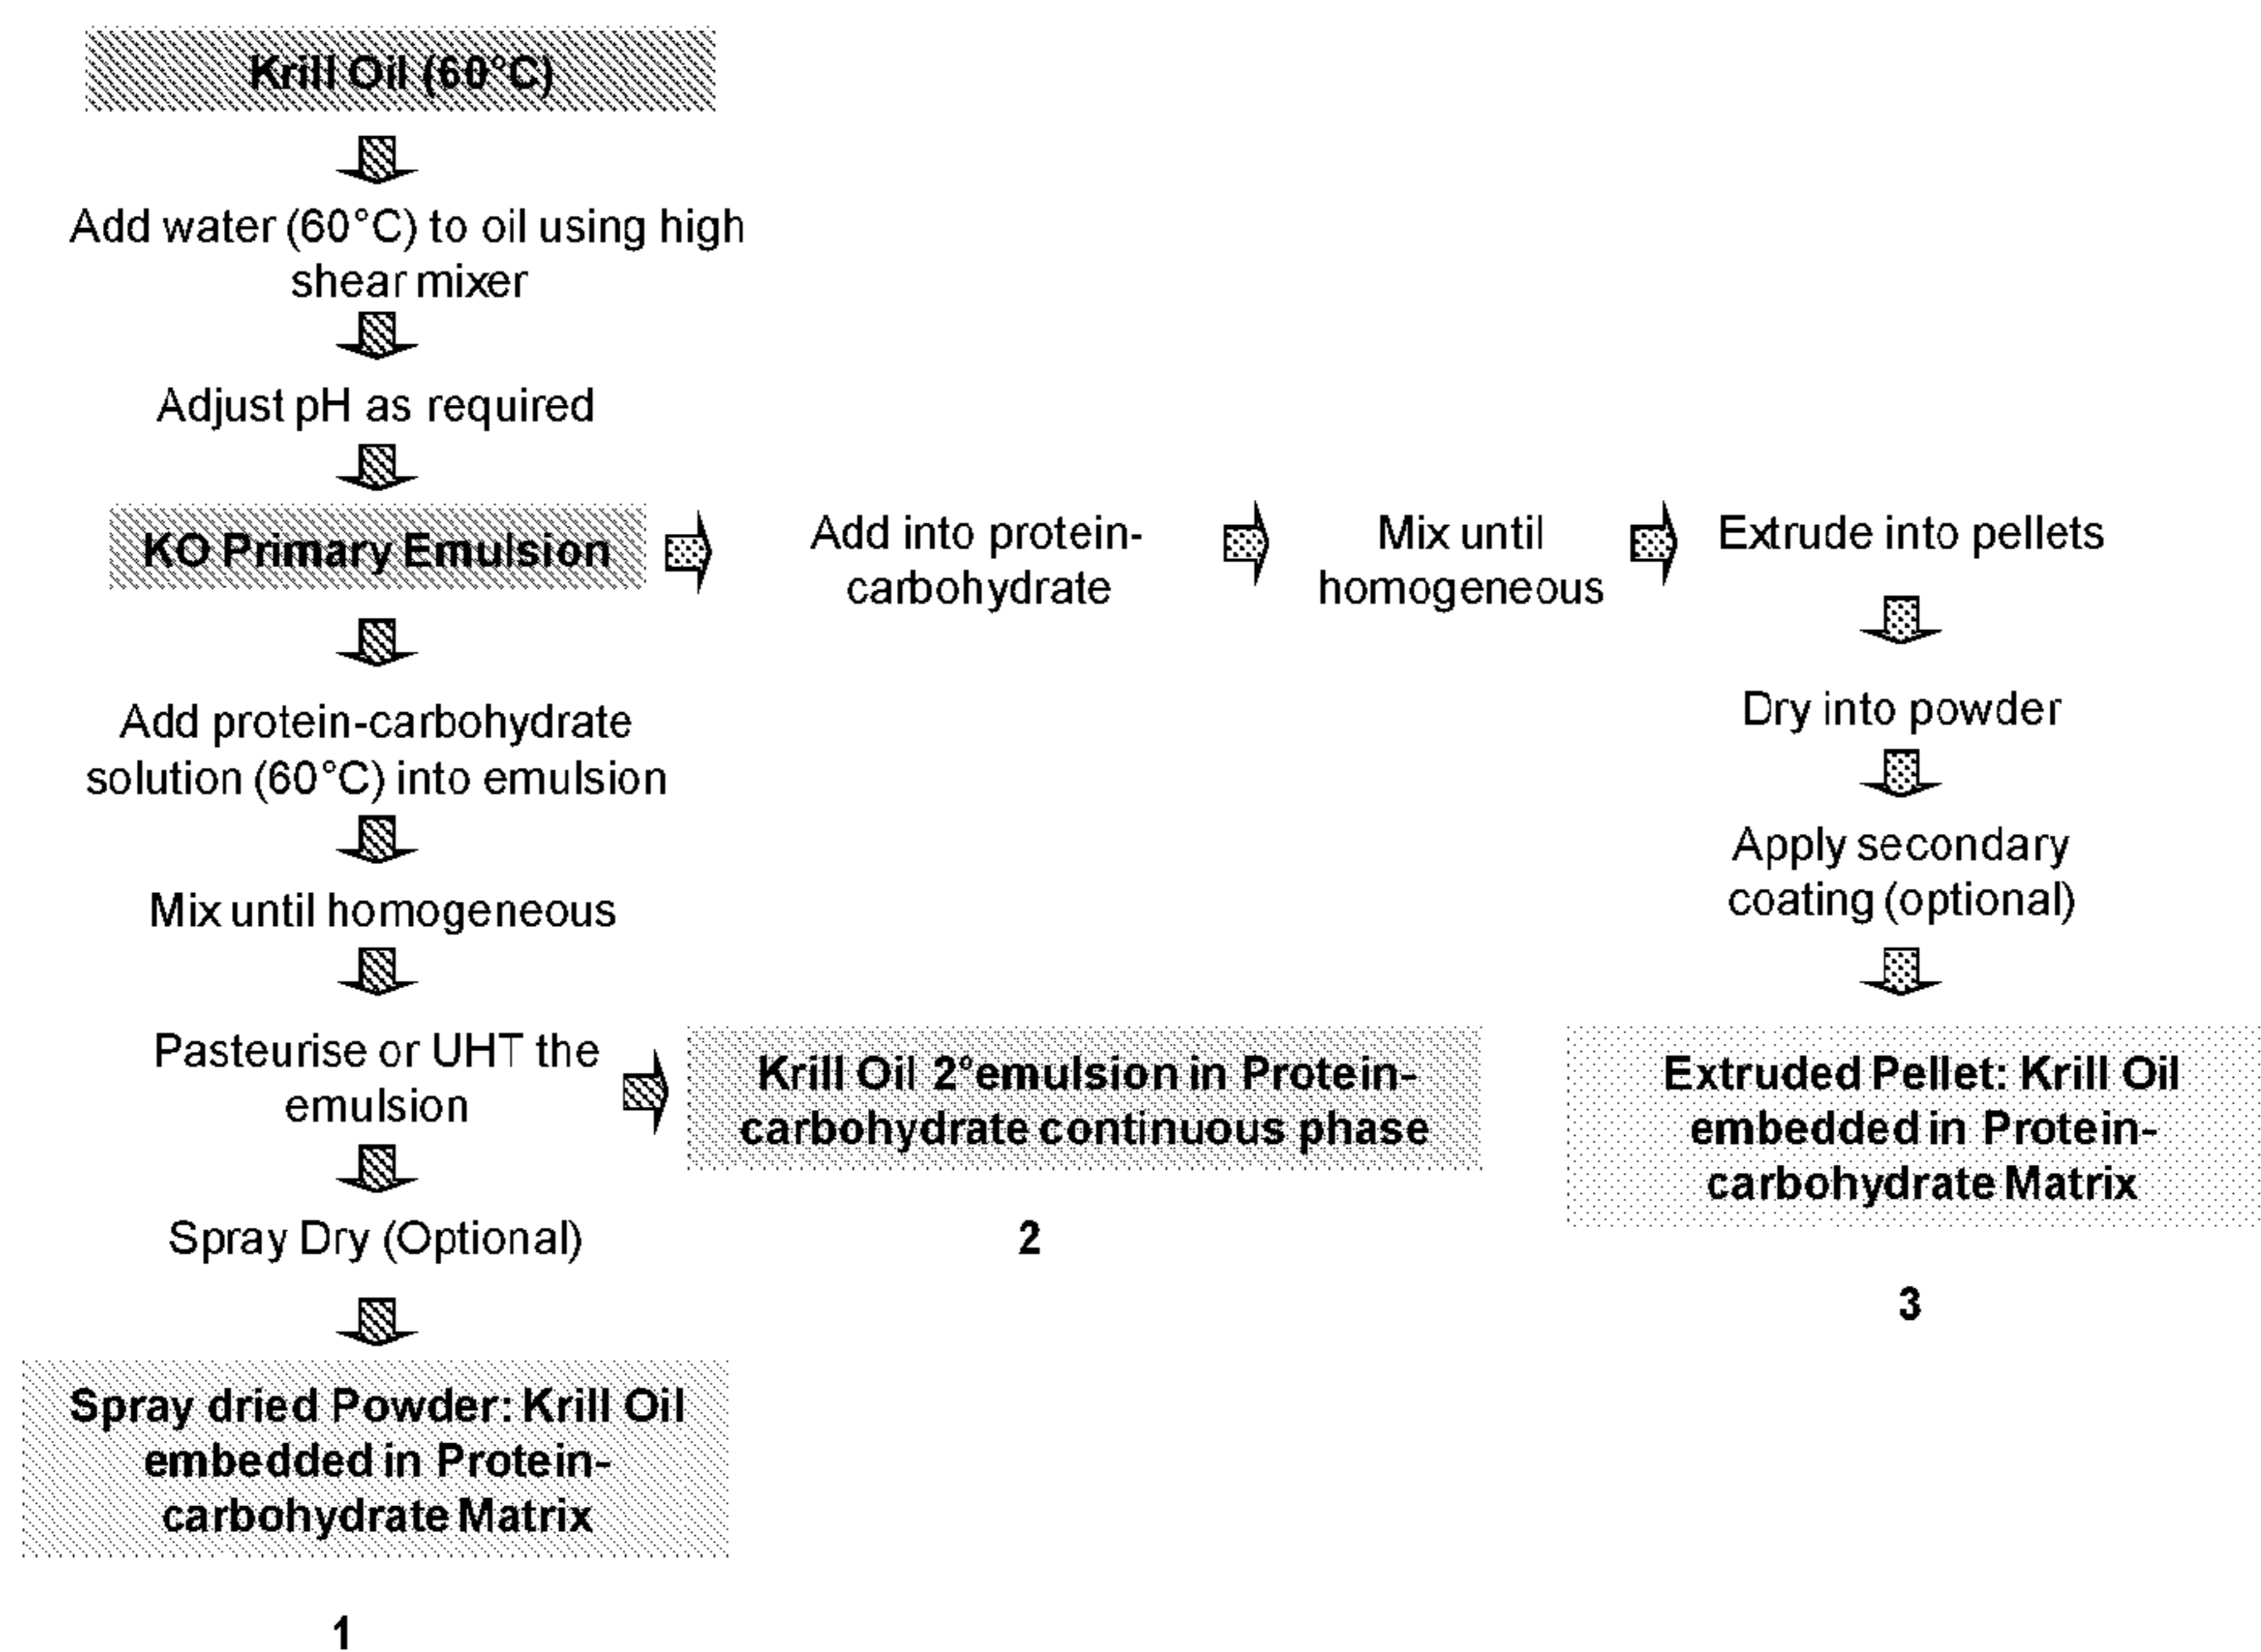 Krill Oil (60°C)
Add water (60°C) to oil using high
shear mixer
Adjust pH as required
KO Primary Emulsion
Add into protein-
carbohydrate
Mix until
homogeneous
Extrude into pellets
Dry into powder
Apply secondary
coating (optional)
Extruded Pellet: Krill Oil
embedded in Protein-
carbohydrate Matrix
3
Add protein-carbohydrate
solution (60°C) into emulsion
Mix until homogeneous
Pasteurise or UHT the
emulsion
Krill Oil 2°emulsion in Protein-
carbohydrate continuous phase
2
Spray Dry (Optional)
Spray dried Powder: Krill Oil
embedded in Protein-
carbohydrate Matrix
1